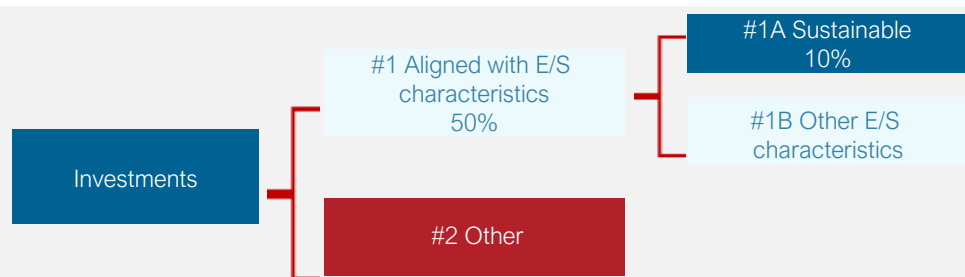 Investments
#1 Aligned with E/S
characteristics
50%
#2 Other
#1A Sustainable
10%
#1B Other E/S
characteristics